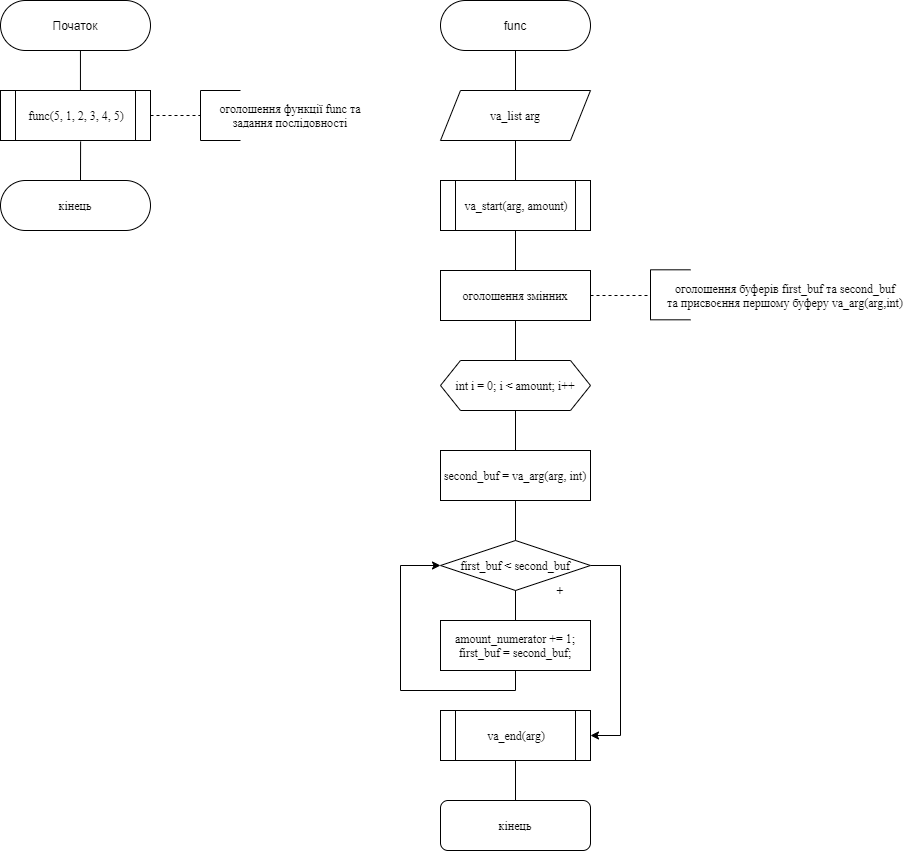 Початок
func(5, 1, 2, 3, 4, 5)
оголошення функції func та
задання послідовності
кінець
func
va_list arg
va_start(arg, amount)
оголошення змінних
оголошення буферів first_buf та second_buf
та присвоєння першому буферу va_arg(arg,int)
int i = 0; i < amount; i++
second_buf = va_arg(arg, int)
first_buf < second_buf
+
amount_numerator += 1;
first_buf = second_buf;
va_end(arg)
кінець